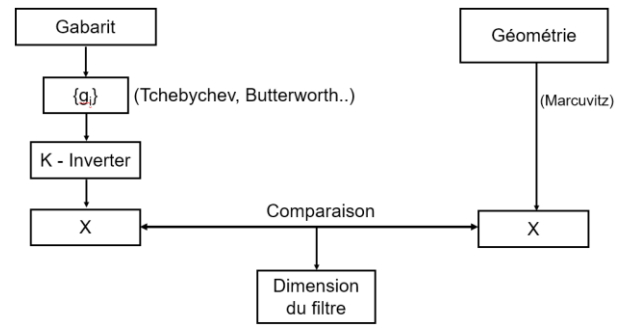 Gabarit
Géométrie
{gi} (Tchebychev, Butterworth..)
(Marcuvitz)
K - Inverter
X
Comparaison
X
Dimension
du filtre